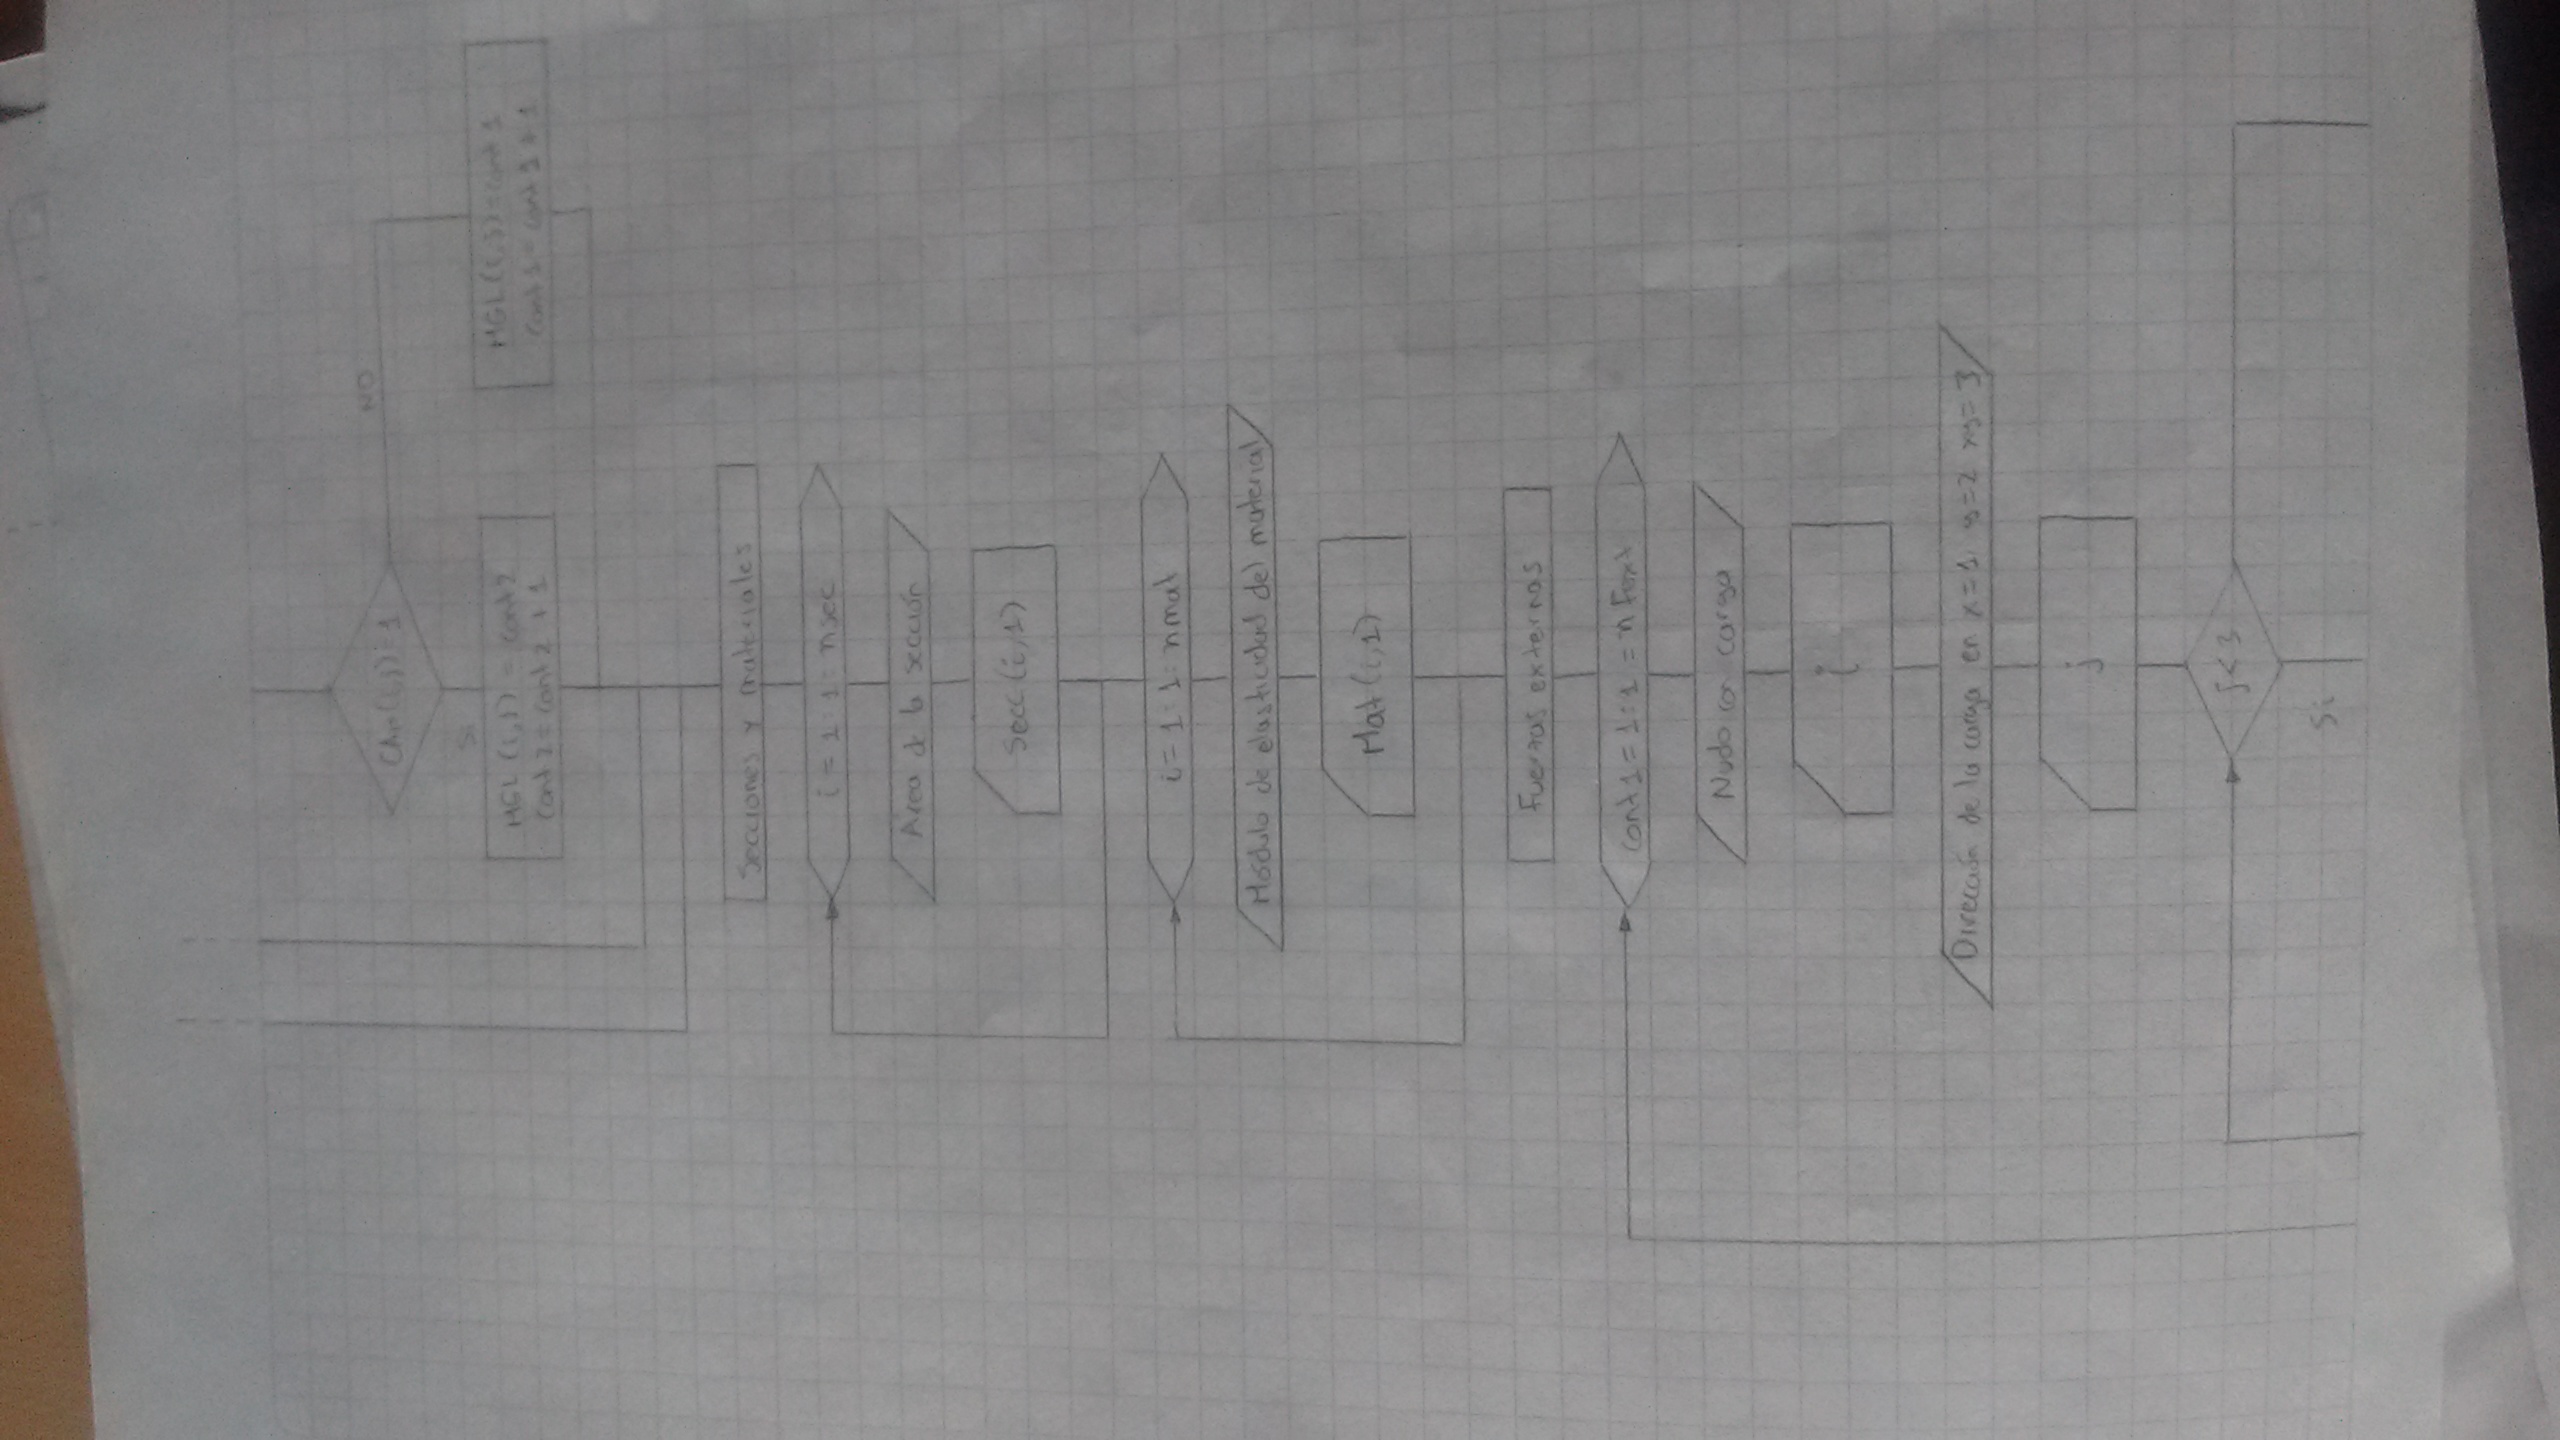 NO
MGL (i,j) = cont 1
cont 1 = cont 1 + 1
Si
MGL (i,j) = cont 2
cont 2 = cont 2 + 1
Secciones y materiales
i = 1 : 1 : nsec
Area de la sección
Secc (i,1)
i = 1 : 1 : nmat
Módulo de elasticidad del material
Mat (i,1)
Fuerzas externas
Cont 1 = 1 : 1 = n Fext
Nudo con carga
i
Dirección de la carga en x=1, y=2 xy=3
j
j < 3
Si